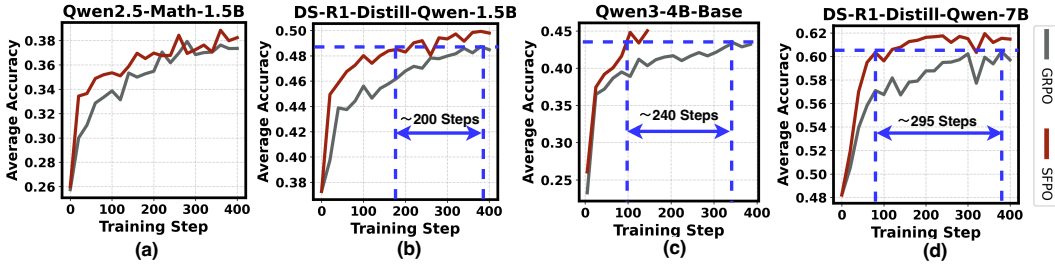 Qwen2.5-Math-1.5B
Average Accuracy
0.38
0.36
0.34
0.32
0.30
0.28
0.26
0 100 200 300 400
Training Step
(a)
DS-R1-Distill-Qwen-1.5B
Average Accuracy
0.50
0.48
0.46
0.44
0.42
0.40
0.38
~200 Steps
0 100 200 300 400
Training Step
(b)
Qwen3-4B-Base
Average Accuracy
0.45
0.40
0.35
0.30
0.25
~240 Steps
0 100 200 300 400
Training Step
(c)
DS-R1-Distill-Qwen-7B
Average Accuracy
0.62
0.60
0.58
0.56
0.54
0.52
0.50
0.48
~295 Steps
0 100 200 300 400
Training Step
(d)
GRPO
SFPO